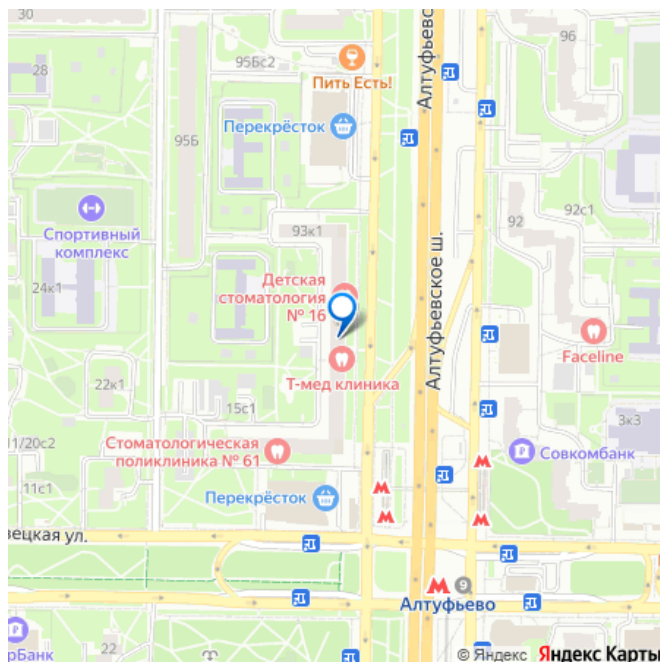 30
96
95Бс2
28
Пить Есть!
Алтуфьевс
95Б
Перекрёсток
92
92с1
Спортивный
комплекс
93к1
Детская
стоматология
№ 16
24к1
Алтуфьевское ш.
Faceline
Т-мед клиника
22к1
15с1
3к3
11/20с2
Стоматологическая
поликлиника № 61
Совкомбанк
11с1
Перекрёсток
вецкая ул.
9
Алтуфьево
22
рБанк
© Яндекс Яндекс Карты